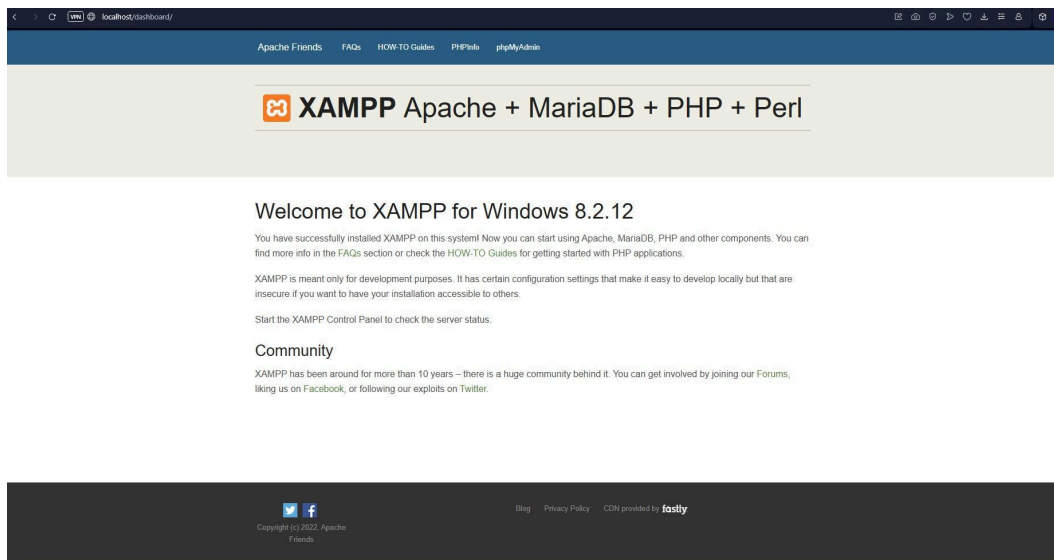 VPN localhost/dashboard/
Apache Friends FAQs HOW-TO Guides PHPInfo phpMyAdmin
XAMPP Apache + MariaDB + PHP + Perl
Welcome to XAMPP for Windows 8.2.12
You have successfully installed XAMPP on this system! Now you can start using Apache, MariaDB, PHP and other components. You can
find more info in the FAQs section or check the HOW-TO Guides for getting started with PHP applications.
XAMPP is meant only for development purposes. It has certain configuration settings that make it easy to develop locally but that are
insecure if you want to have your installation accessible to others.
Start the XAMPP Control Panel to check the server status.
Community
XAMPP has been around for more than 10 years – there is a huge community behind it. You can get involved by joining our Forums,
liking us on Facebook, or following our exploits on Twitter.
Blog Privacy Policy CDN provided by fastly
Copyright (c) 2022, Apache
Friends